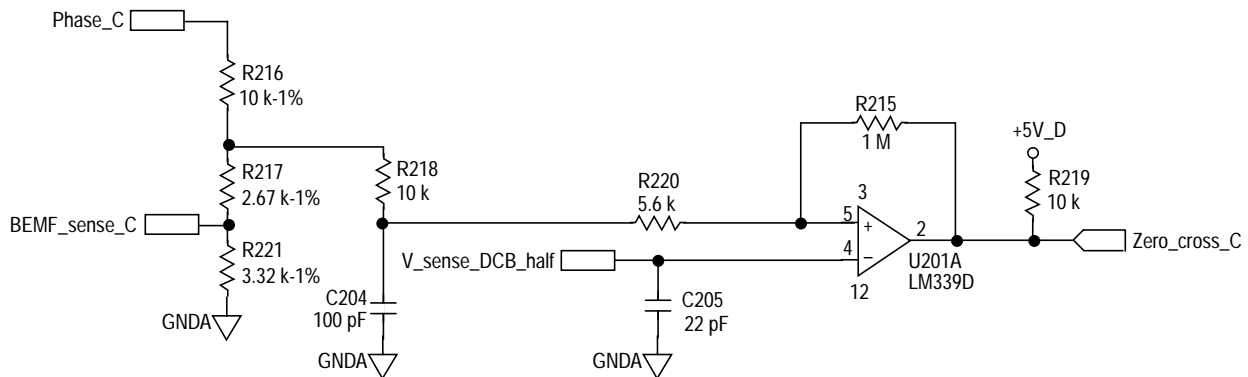 Phase_C
R216
10 k-1%
R217
2.67 k-1%
BEMF_sense_C
R221
3.32 k-1%
GNDA
R218
10 k
C204
100 pF
GNDA
R220
5.6 k
V_sense_DCB_half
C205
22 pF
GNDA
R215
1 M
3
5
+
4
–
12
2
U201A
LM339D
+5V_D
R219
10 k
Zero_cross_C